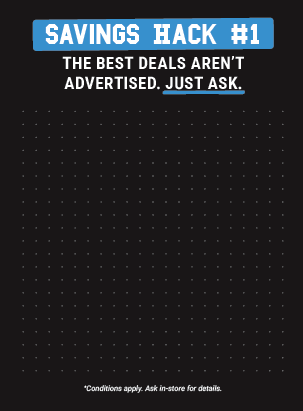 SAVINGS HACK #1
THE BEST DEALS AREN'T
ADVERTISED. JUST ASK.
*Conditions apply. Ask in-store for details.